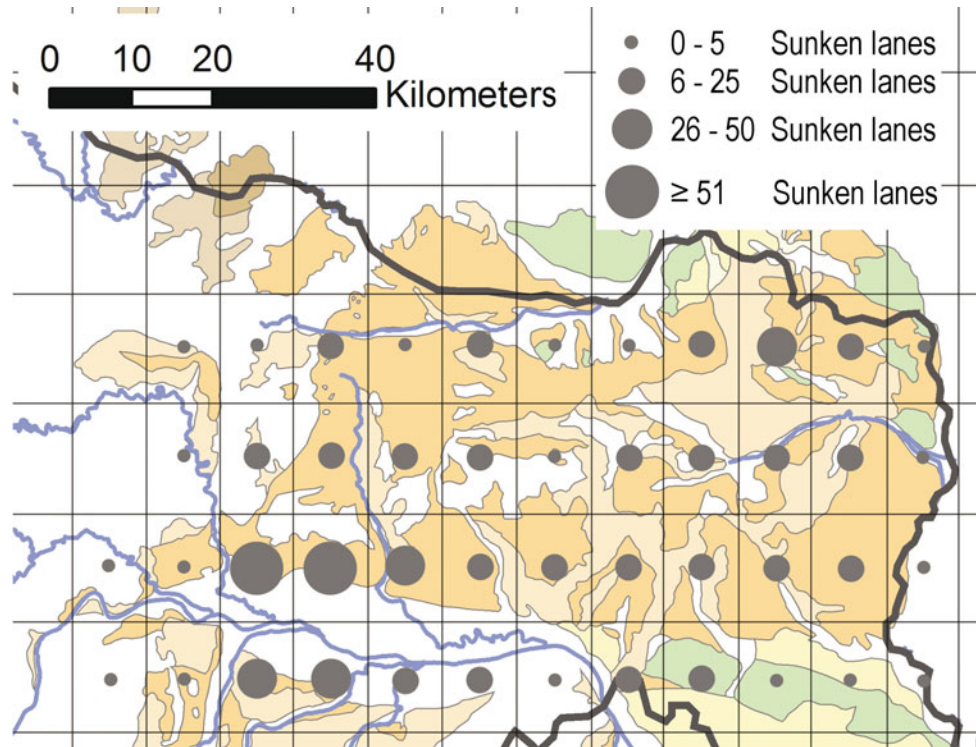 0 10 20 40
Kilometers
0 - 5 Sunken lanes
6 - 25 Sunken lanes
26 - 50 Sunken lanes
≥ 51 Sunken lanes